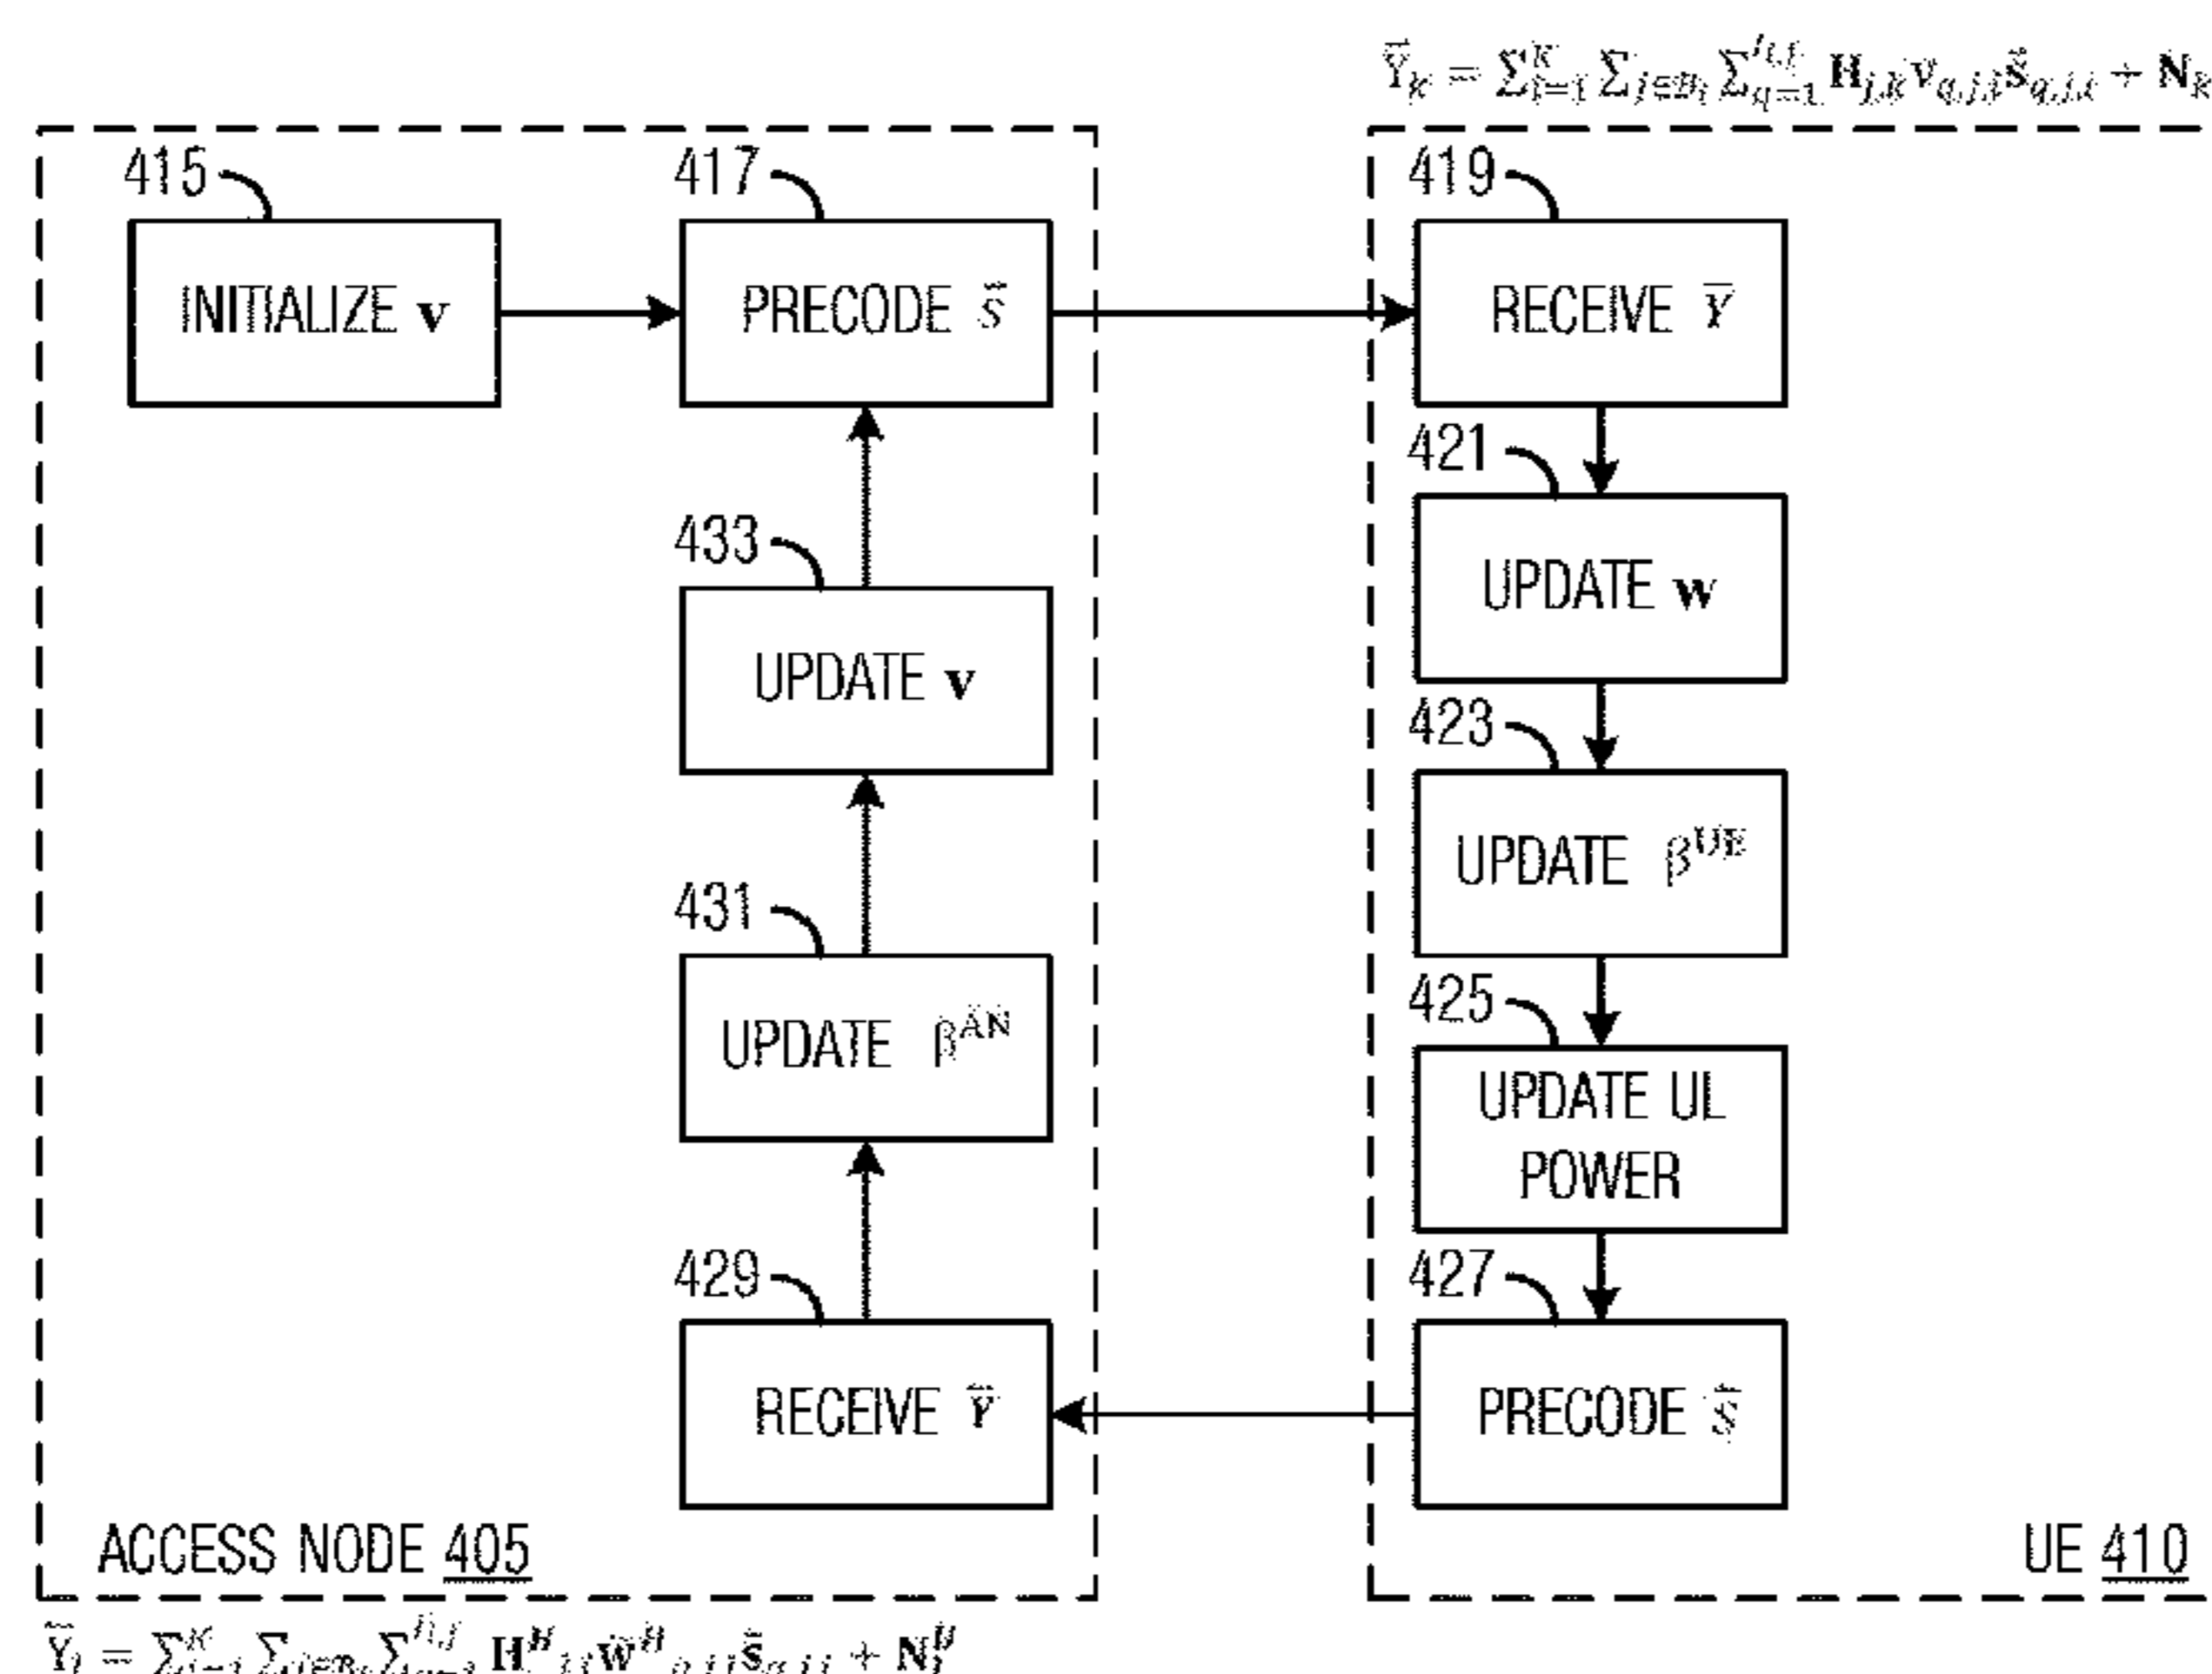 415
INITIALIZE v
417
PRECODE
433
UPDATE v
431
UPDATE β^AN
429
RECEIVE Y
ACCESS NODE 405
419
RECEIVE Y
421
UPDATE w
423
UPDATE β^UE
425
UPDATE UL
POWER
427
PRECODE
UE 410